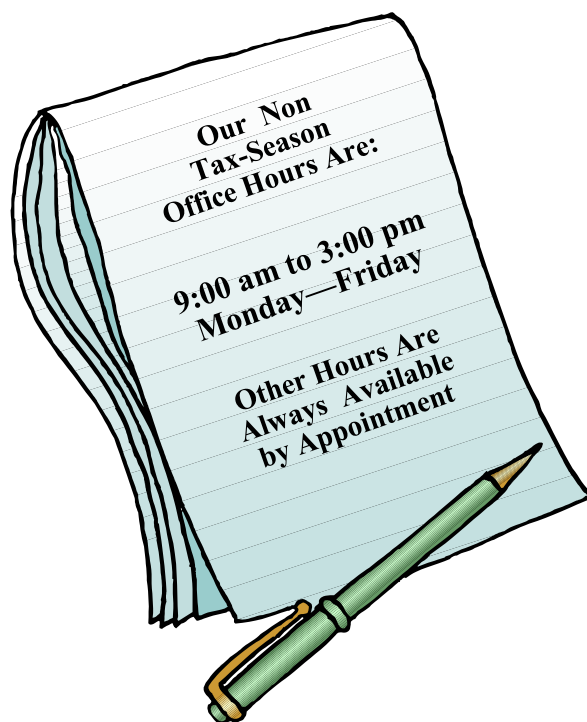 Our Non
Tax-Season
Office Hours Are:
9:00 am to 3:00 pm
Monday—Friday
Other Hours Are
Always Available
by Appointment